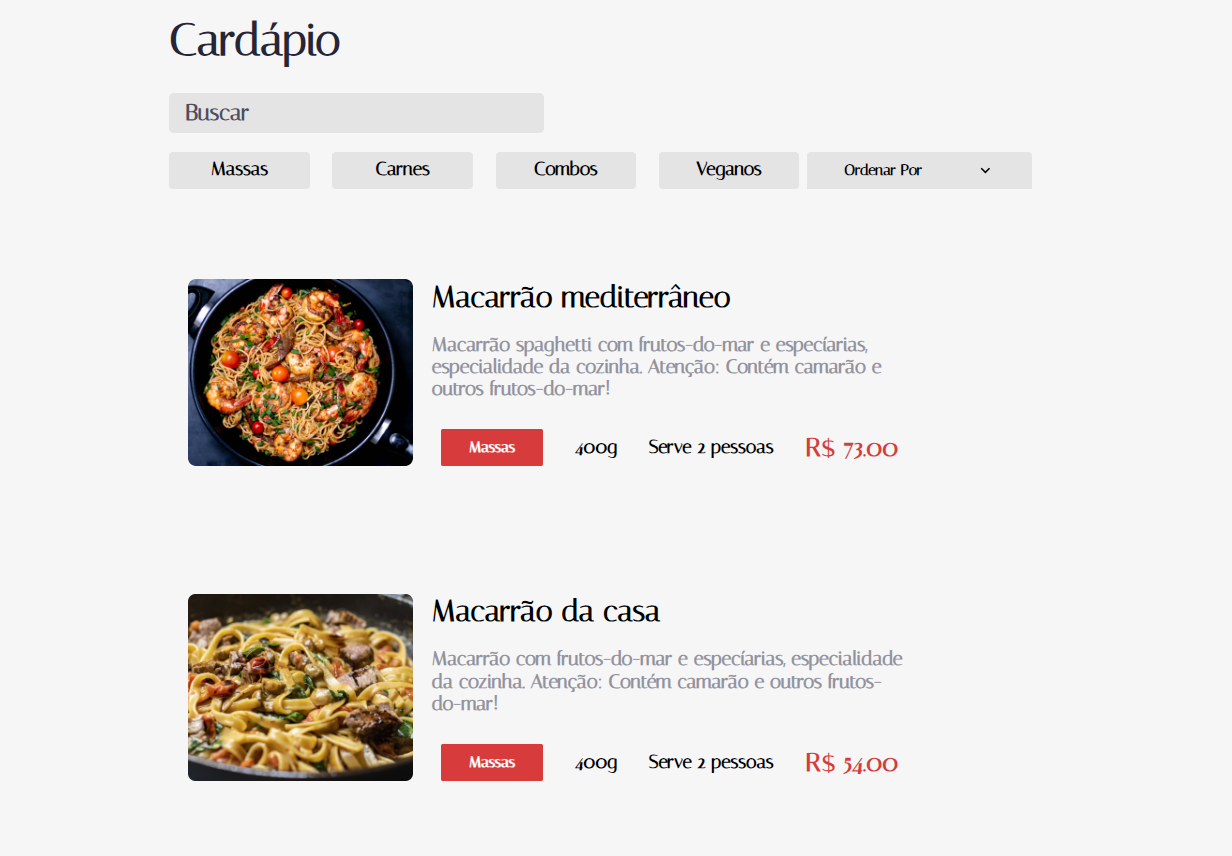 Cardápio
Buscar
Massas Carnes Combos Veganos Ordenar Por
Macarrão mediterrâneo
Macarrão spaghetti com frutos-do-mar e especíarias,
especialidade da cozinha. Atenção: Contém camarão e
outros frutos-do-mar!
Massas 400g Serve 2 pessoas R$ 73.00
Macarrão da casa
Macarrão com frutos-do-mar e especíarias, especialidade
da cozinha. Atenção: Contém camarão e outros frutos-
do-mar!
Massas 400g Serve 2 pessoas R$ 54.00